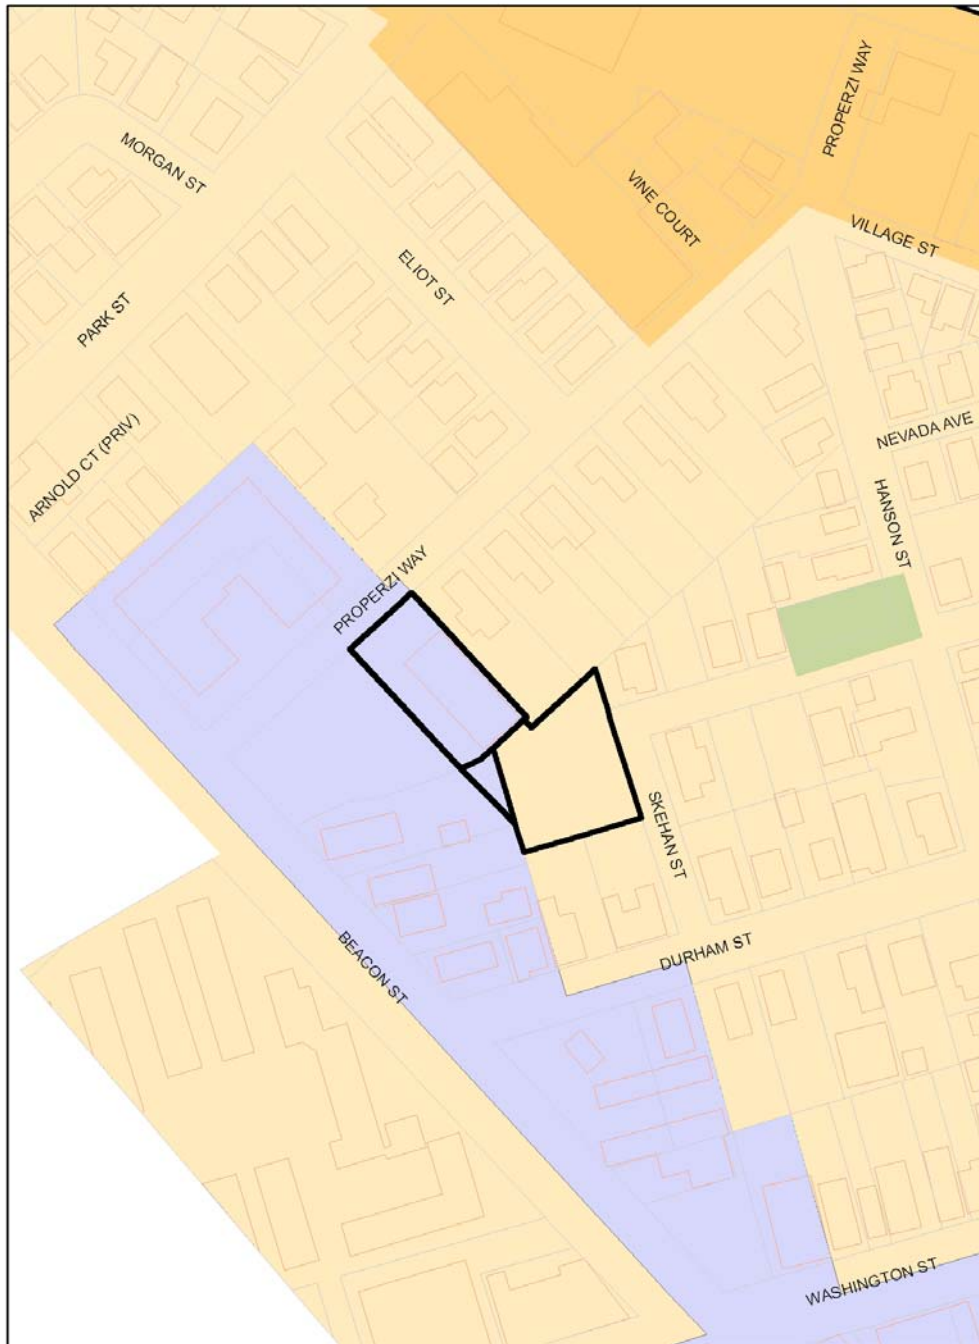 PROPERZI WAY
MORGAN ST
VINE COURT
VILLAGE ST
ELIOT ST
PARK ST
NEVADA AVE
ARNOLD CT (PRIV)
HANSON ST
PROPERZI WAY
SKEHAN ST
DURHAM ST
BEACON ST
WASHINGTON ST